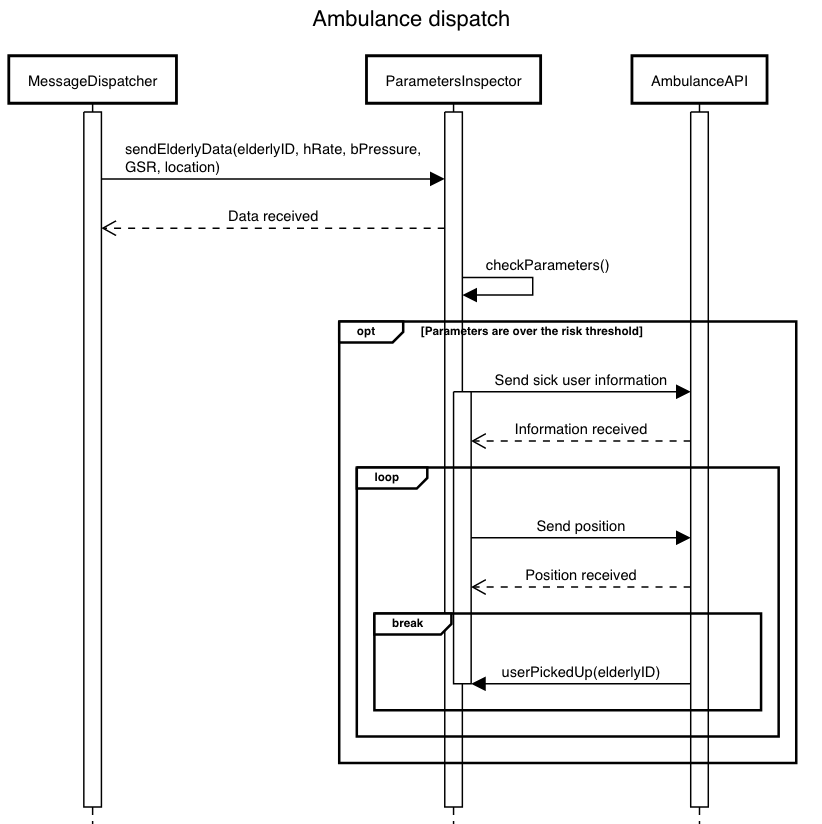 Ambulance dispatch
MessageDispatcher
ParametersInspector
AmbulanceAPI
sendElderlyData(elderlyID, hRate, bPressure,
GSR, location)
Data received
checkParameters()
opt
[Parameters are over the risk threshold]
Send sick user information
Information received
loop
Send position
Position received
break
userPickedUp(elderlyID)